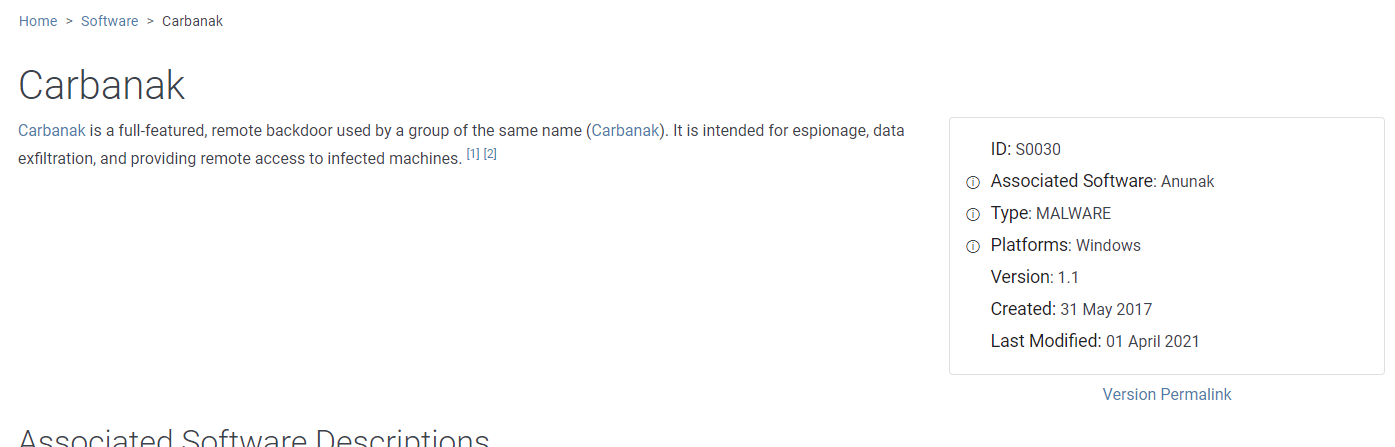 Home > Software > Carbanak
Carbanak
Carbanak is a full-featured, remote backdoor used by a group of the same name (Carbanak). It is intended for espionage, data
exfiltration, and providing remote access to infected machines. [1] [2]
ID: S0030
Associated Software: Anunak
Type: MALWARE
Platforms: Windows
Version: 1.1
Created: 31 May 2017
Last Modified: 01 April 2021
Version Permalink
Associated Software Descriptions